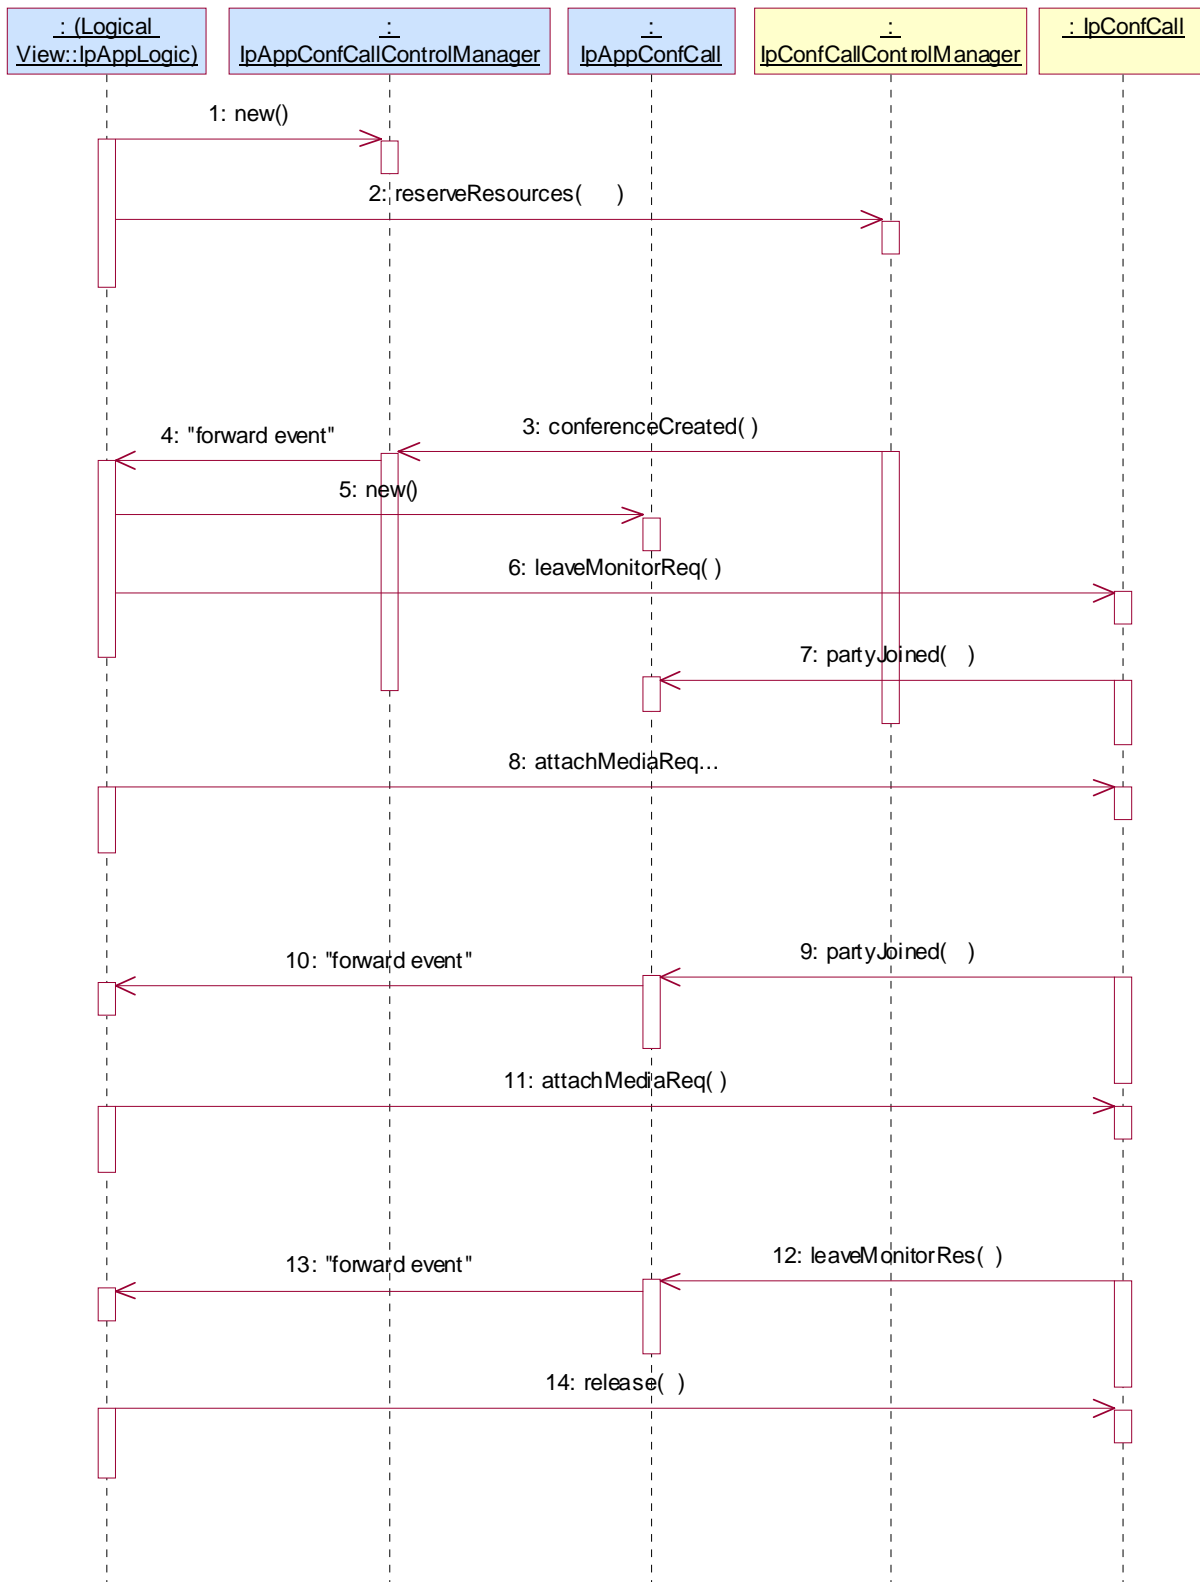 : (Logical
View::IpAppLogic)
:
IpAppConfCallControlManager
:
IpAppConfCall
:
IpConfCallControlManager
: IpConfCall
1: new()
2: reserveResources( )
3: conferenceCreated( )
4: "forward event"
5: new()
6: leaveMonitorReq( )
7: partyJoined( )
8: attachMediaReq...
9: partyJoined( )
10: "forward event"
11: attachMediaReq( )
12: leaveMonitorRes( )
13: "forward event"
14: release( )